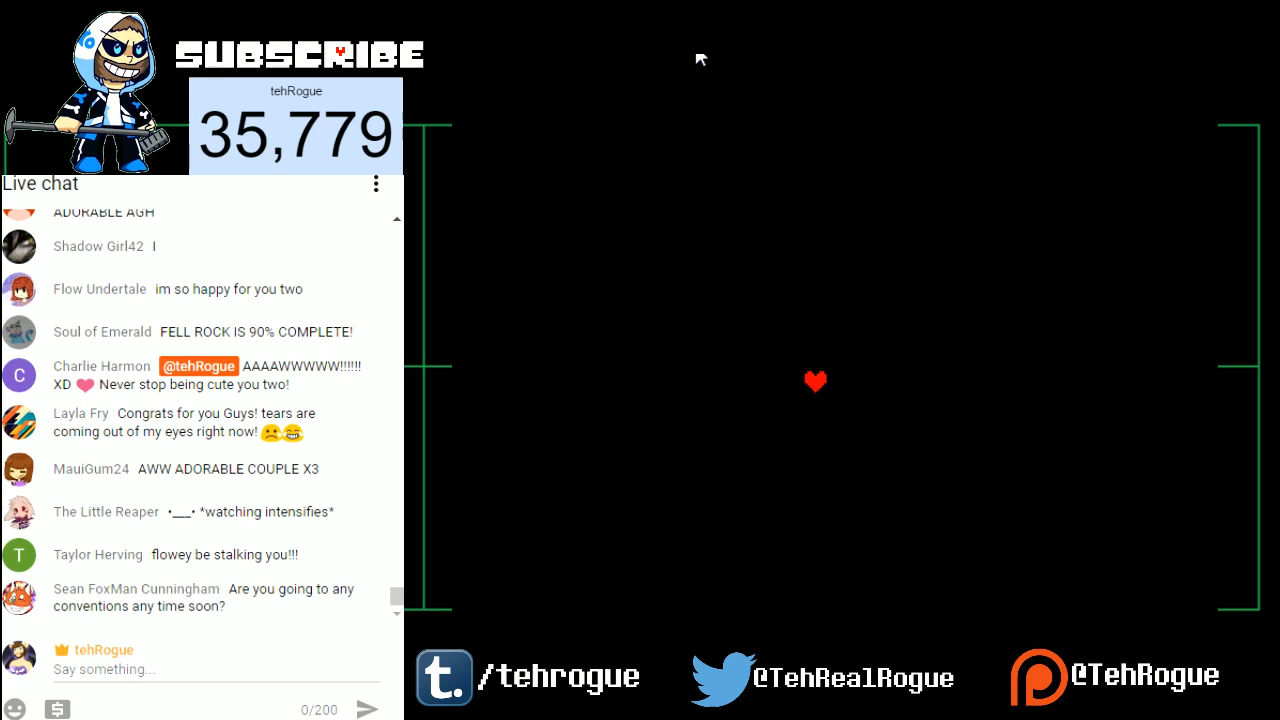 SUBSCRIBE
tehRogue
35,779
Live chat
ADORABLE AGH
Shadow Girl42 I
Flow Undertale im so happy for you two
Soul of Emerald FELL ROCK IS 90% COMPLETE!
C
Charlie Harmon @tehRogue AAAAWWWWW!!!!!!
XD Never stop being cute you two!
Layla Fry Congrats for you Guys! tears are
coming out of my eyes right now!
MauiGum24 AWW ADORABLE COUPLE X3
The Little Reaper •___• *watching intensifies*
T
Taylor Herving flowey be stalking you!!!
Sean FoxMan Cunningham Are you going to any
conventions any time soon?
tehRogue
Say something...
0/200
t. /tehrogue
@TehRealRogue
@TehRogue